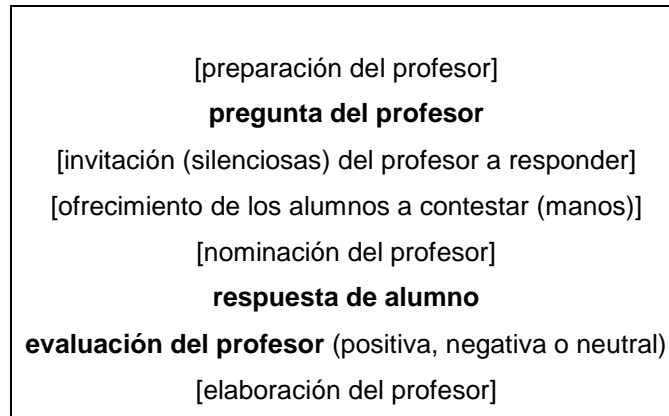 [preparación del profesor]
pregunta del profesor
[invitación (silenciosas) del profesor a responder]
[ofrecimiento de los alumnos a contestar (manos)]
[nominación del profesor]
respuesta de alumno
evaluación del profesor (positiva, negativa o neutral)
[elaboración del profesor]